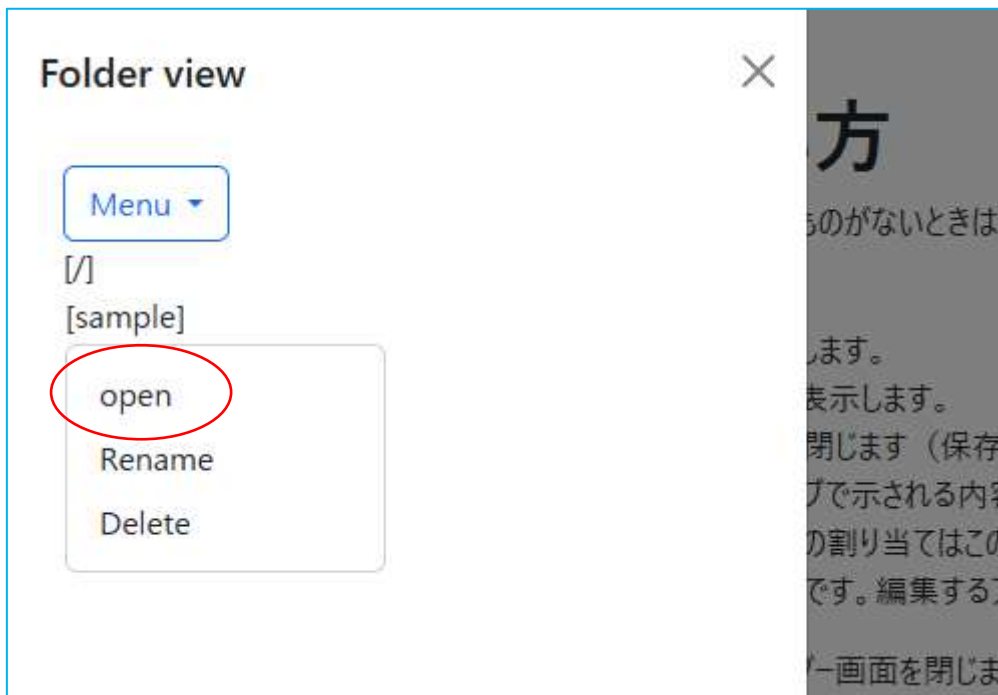 Folder view
Menu
[/]
[sample]
open
Rename
Delete
方
ものがないときは
します。
表示します。
閉じます（保存
で示される内容
の割り当てはこの
です。編集する
ー画面を閉じま